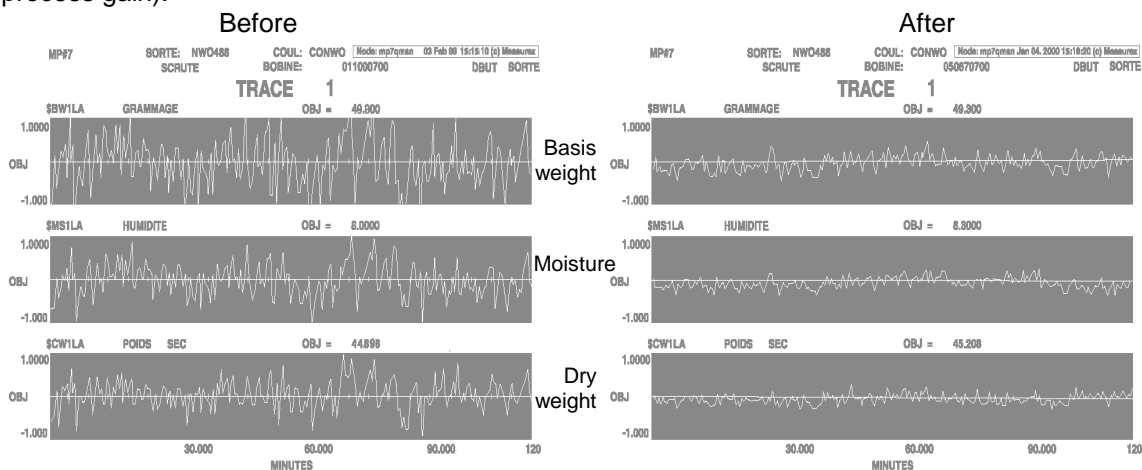 process gain).
Before
MP#7 SORTE: NWO488 COUL: CONWO Node: mp7qman 03 Feb 98 15:15:10 (c) Measurex
SCRUTE BOBINE: 011000700 DBUT SORTE
TRACE 1
$BW1LA GRAMMAGE OBJ = 49.900
1.0000
OBJ
-1.000
$MS1LA HUMIDITE OBJ = 8.0000
1.0000
OBJ
-1.000
$CW1LA POIDS SEC OBJ = 44.898
1.0000
OBJ
-1.000
30.000 60.000 90.000 120
MINUTES
Basis
weight
Moisture
Dry
weight
After
MP#7 SORTE: NWO488 COUL: CONWO Node: mp7qman Jan 04. 2000 15:18:20 (c) Measurex
SCRUTE BOBINE: 050670700 DBUT SORTE
TRACE 1
$BW1LA GRAMMAGE OBJ = 49.300
1.0000
OBJ
-1.000
$MS1LA HUMIDITE OBJ = 8.3000
1.0000
OBJ
-1.000
$CW1LA POIDS SEC OBJ = 45.208
1.0000
OBJ
-1.000
30.000 60.000 90.000 120
MINUTES